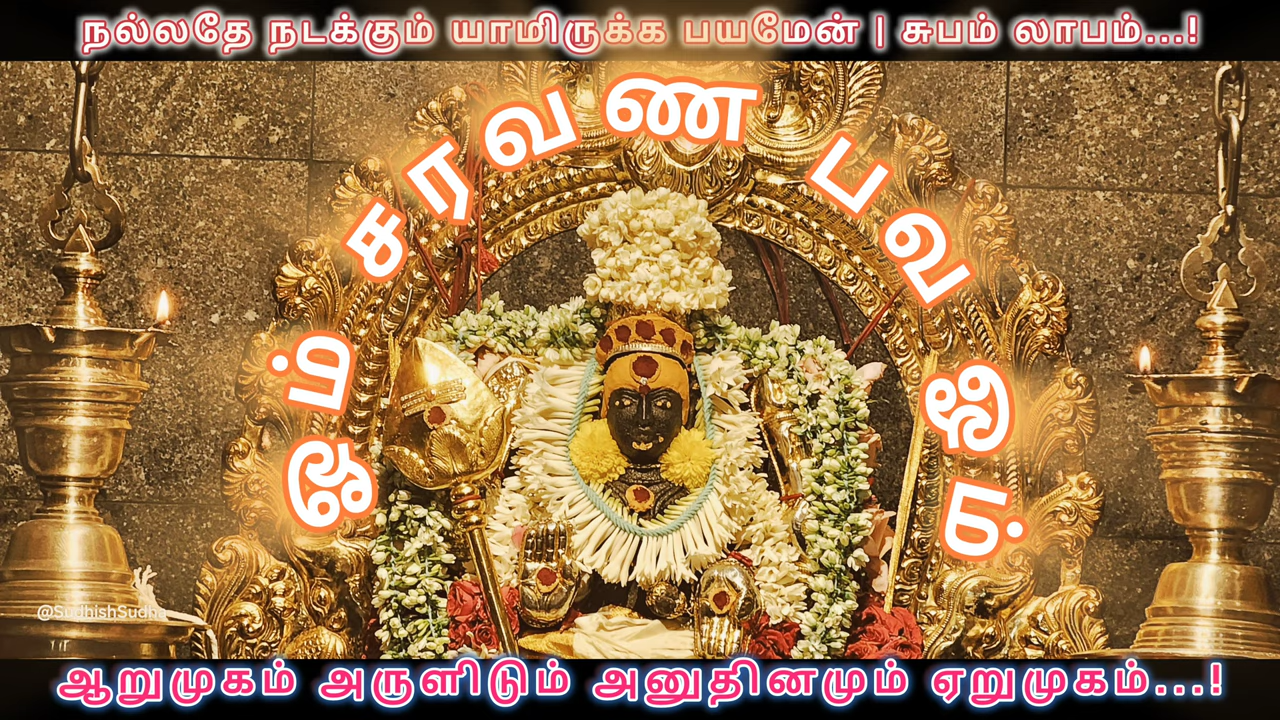 நல்லதே நடக்கும் யாமிருக்க பயமேன் | சுபம் லாபம்...!
ஓம் சரவண பவ ஓம்
@SudhishSudha
ஆறுமுகம் அருளிடும் அனுதினமும் ஏறுமுகம்...!